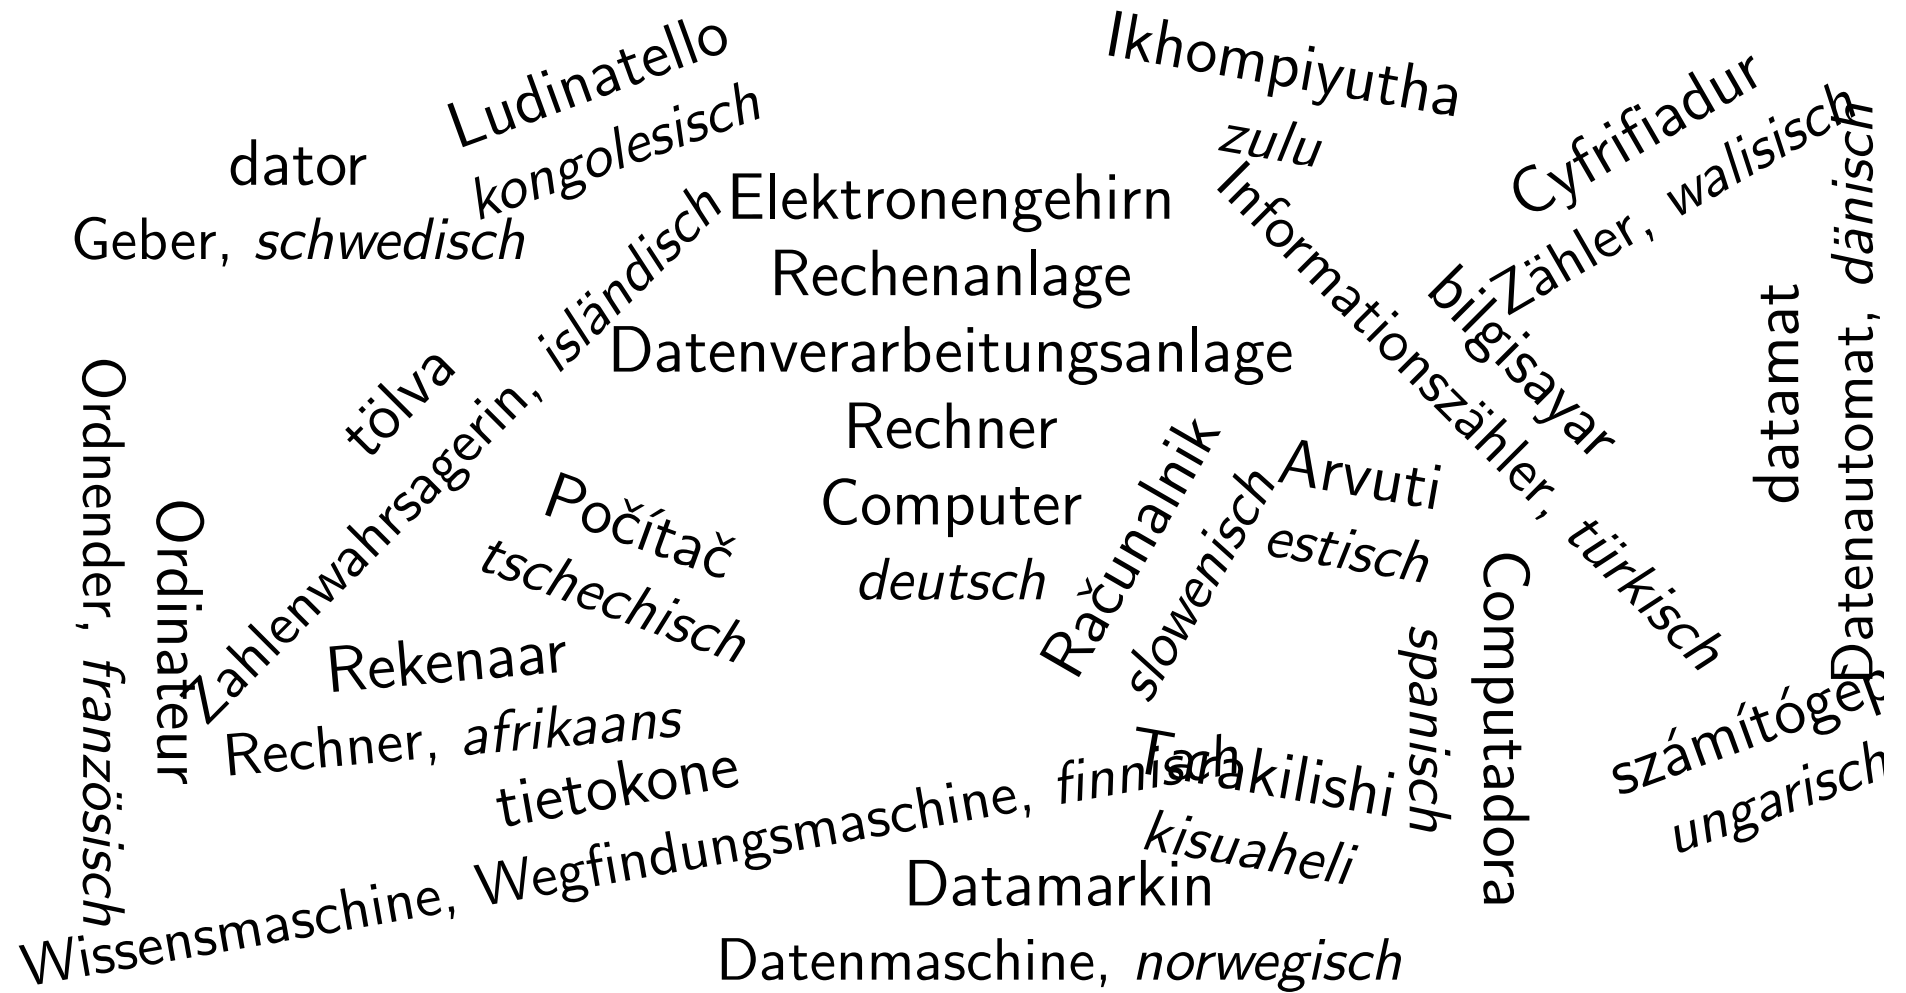 Ludinatello
kongolesisch
Ikhompiyutha
zulu
Cyfrifiadur
Zähler, walisisch
dator
Geber, schwedisch
Elektronengehirn
Rechenanlage
Datenverarbeitungsanlage
Rechner
Computer
deutsch
tölva
Zahlenwahrsagerin, isländisch
bilgisayar
Informationszähler, türkisch
datamat
Datenautomat, dänisch
Ordinateur
Ordnender, französisch
Počítač
tschechisch
Računalnik
slowenisch
Arvuti
estisch
Computadora
spanisch
Rekenaar
Rechner, afrikaans
tietokone
Wissensmaschine, Wegfindungsmaschine, finnisch
Tarakilishi
kisuaheli
számítógép
ungarisch
Datamarkin
Datenmaschine, norwegisch